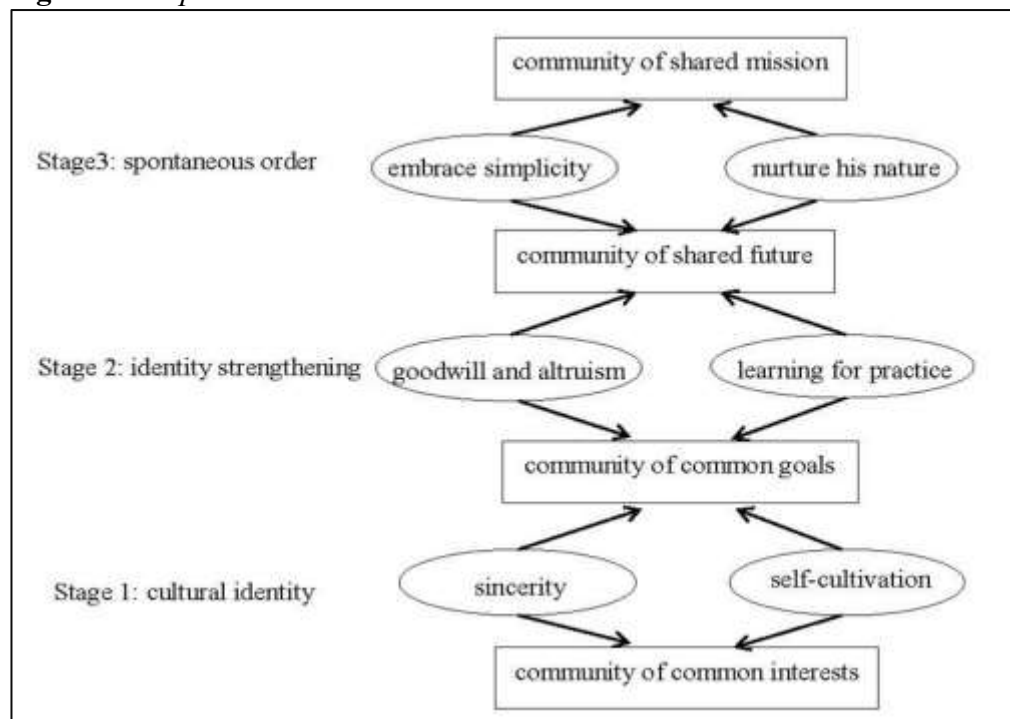 community of shared mission
Stage3: spontaneous order
embrace simplicity
nurture his nature
community of shared future
Stage 2: identity strengthening
goodwill and altruism
learning for practice
community of common goals
Stage 1: cultural identity
sincerity
self-cultivation
community of common interests